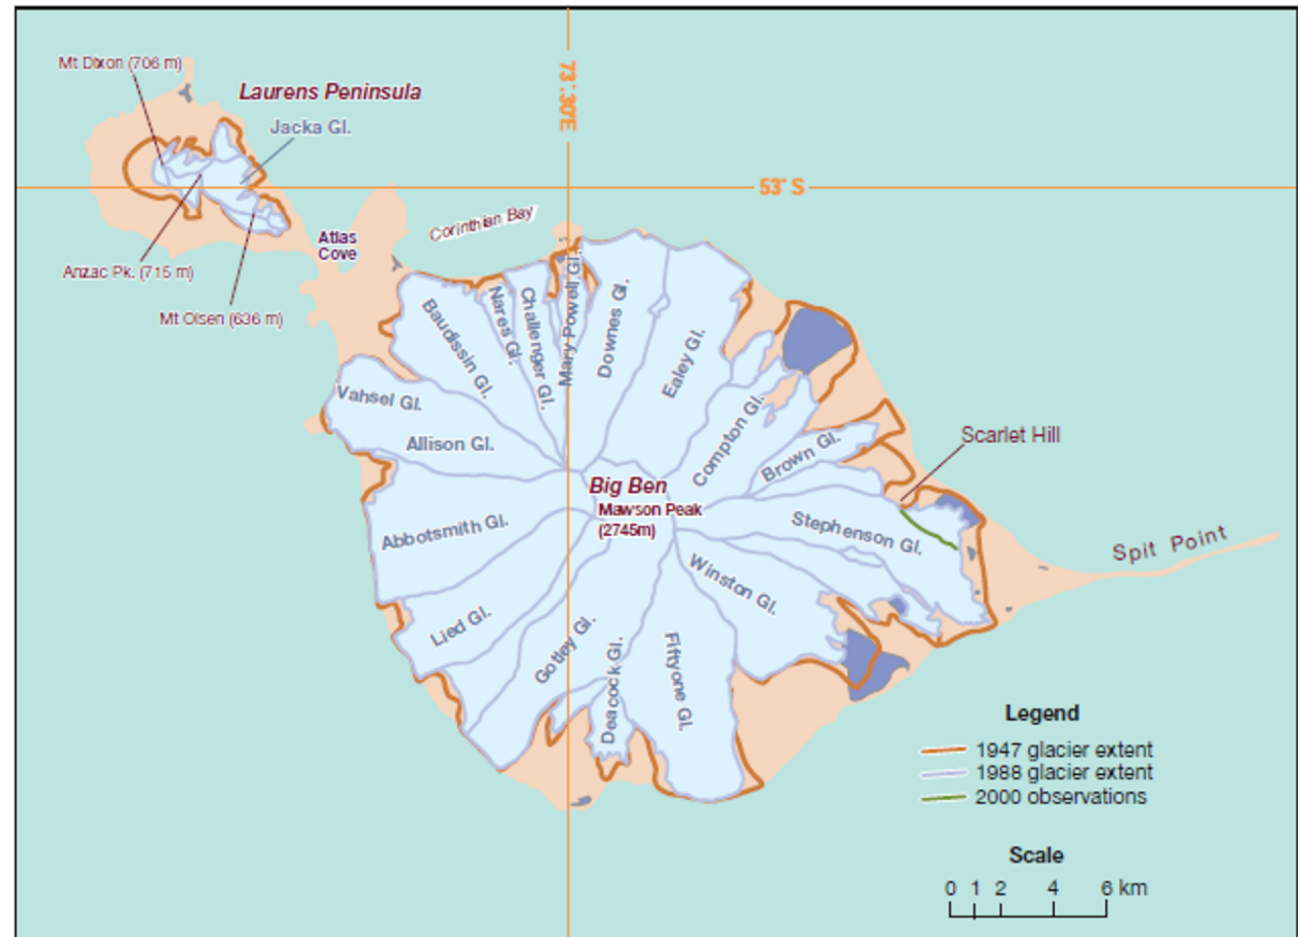 Mt Dixon (706 m)
Laurens Peninsula
Jacka Gl.
73°.30'E
53° S
Corinthian Bay
Atlas
Cove
Anzac Pk. (715 m)
Mt Olsen (636 m)
Baudissin Gl.
Nares Gl.
Challenger Gl.
Mary Powell Gl.
Downes Gl.
Ealey Gl.
Vahsel Gl.
Allison Gl.
Compton Gl.
Brown Gl.
Scarlet Hill
Big Ben
Mawson Peak
(2745m)
Abbotsmith Gl.
Stephenson Gl.
Spit Point
Winston Gl.
Lied Gl.
Gotley Gl.
Deacock Gl.
Fiftyone Gl.
Legend
1947 glacier extent
1988 glacier extent
2000 observations
Scale
0 1 2 4 6 km